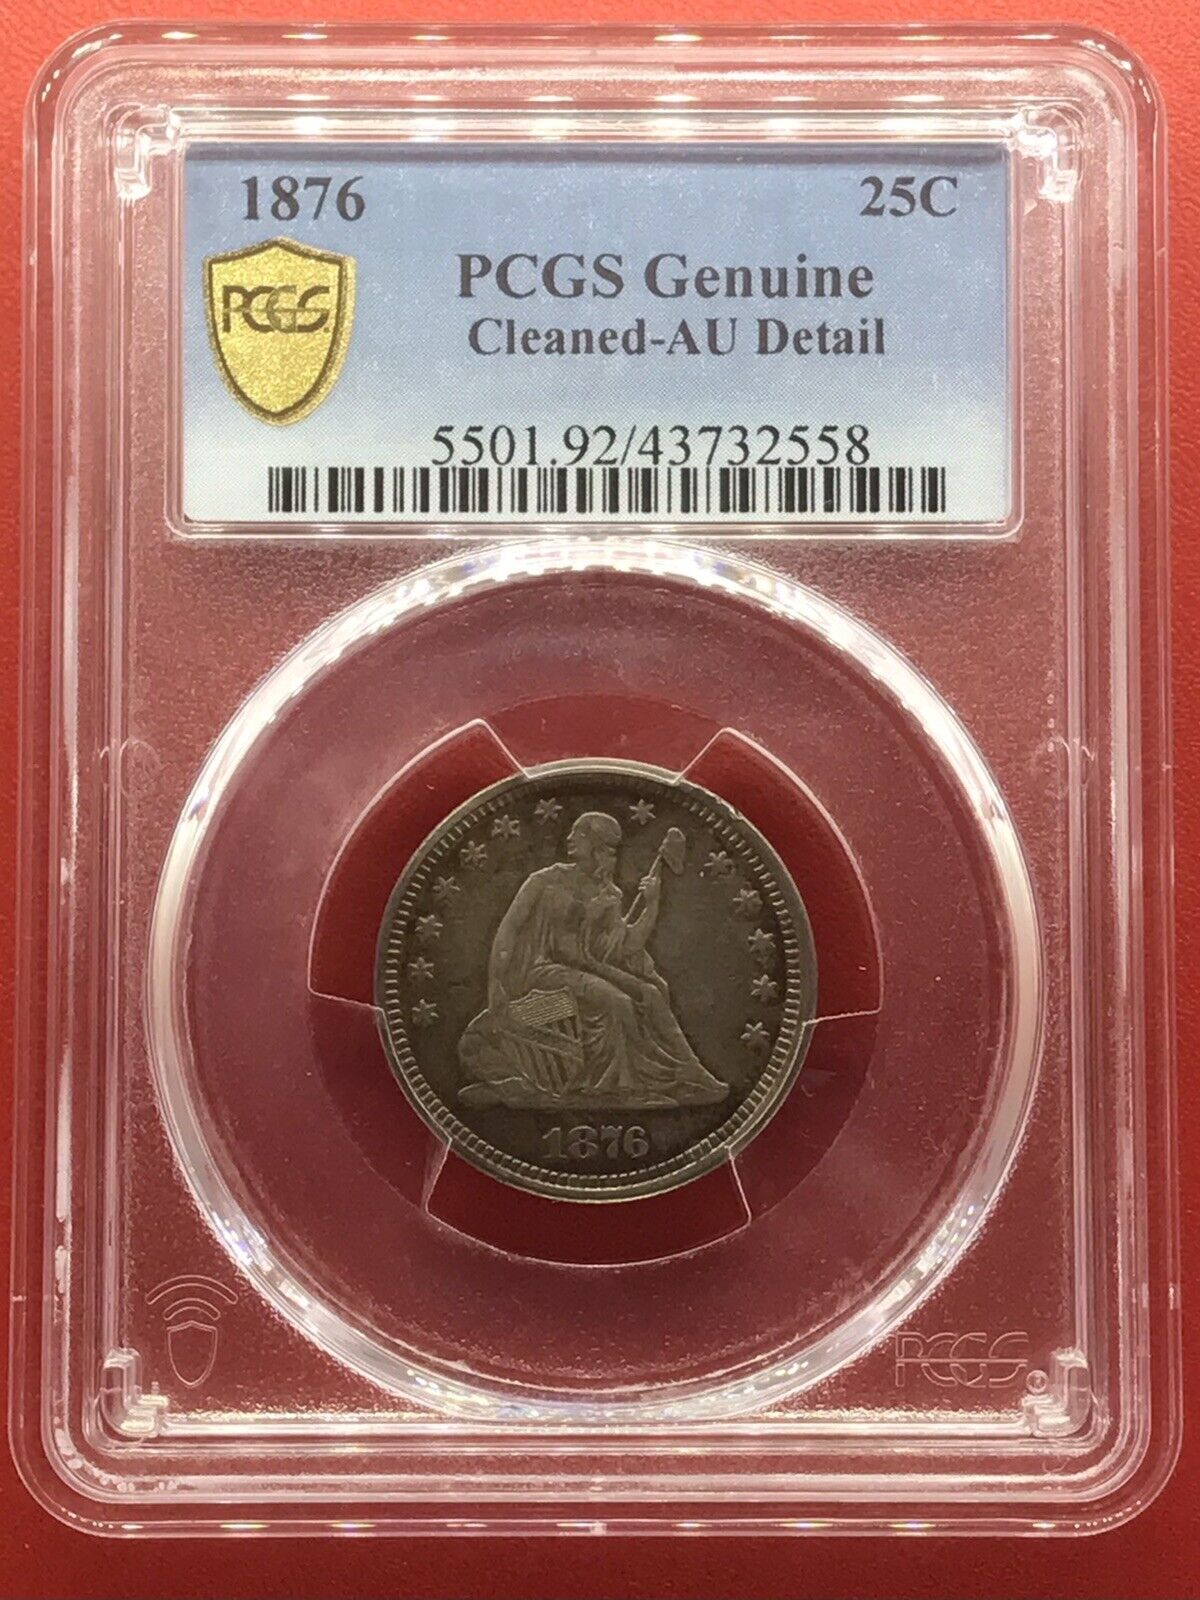 1876 25C
PCGS
PCGS Genuine
Cleaned-AU Detail
5501.92/43732558
1876
PCGS